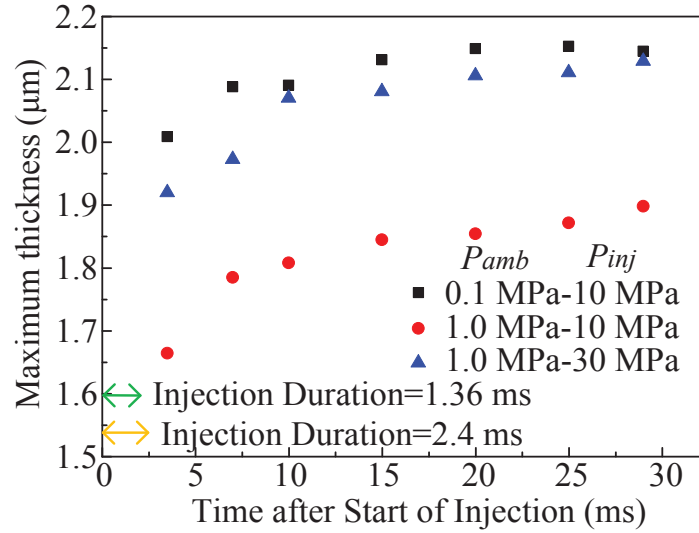 2.2
2.1
2.0
1.9
1.8
1.7
1.6
1.5
Maximum thickness (μm)
Pamb Pinj
0.1 MPa-10 MPa
1.0 MPa-10 MPa
1.0 MPa-30 MPa
Injection Duration=1.36 ms
Injection Duration=2.4 ms
0 5 10 15 20 25 30
Time after Start of Injection (ms)